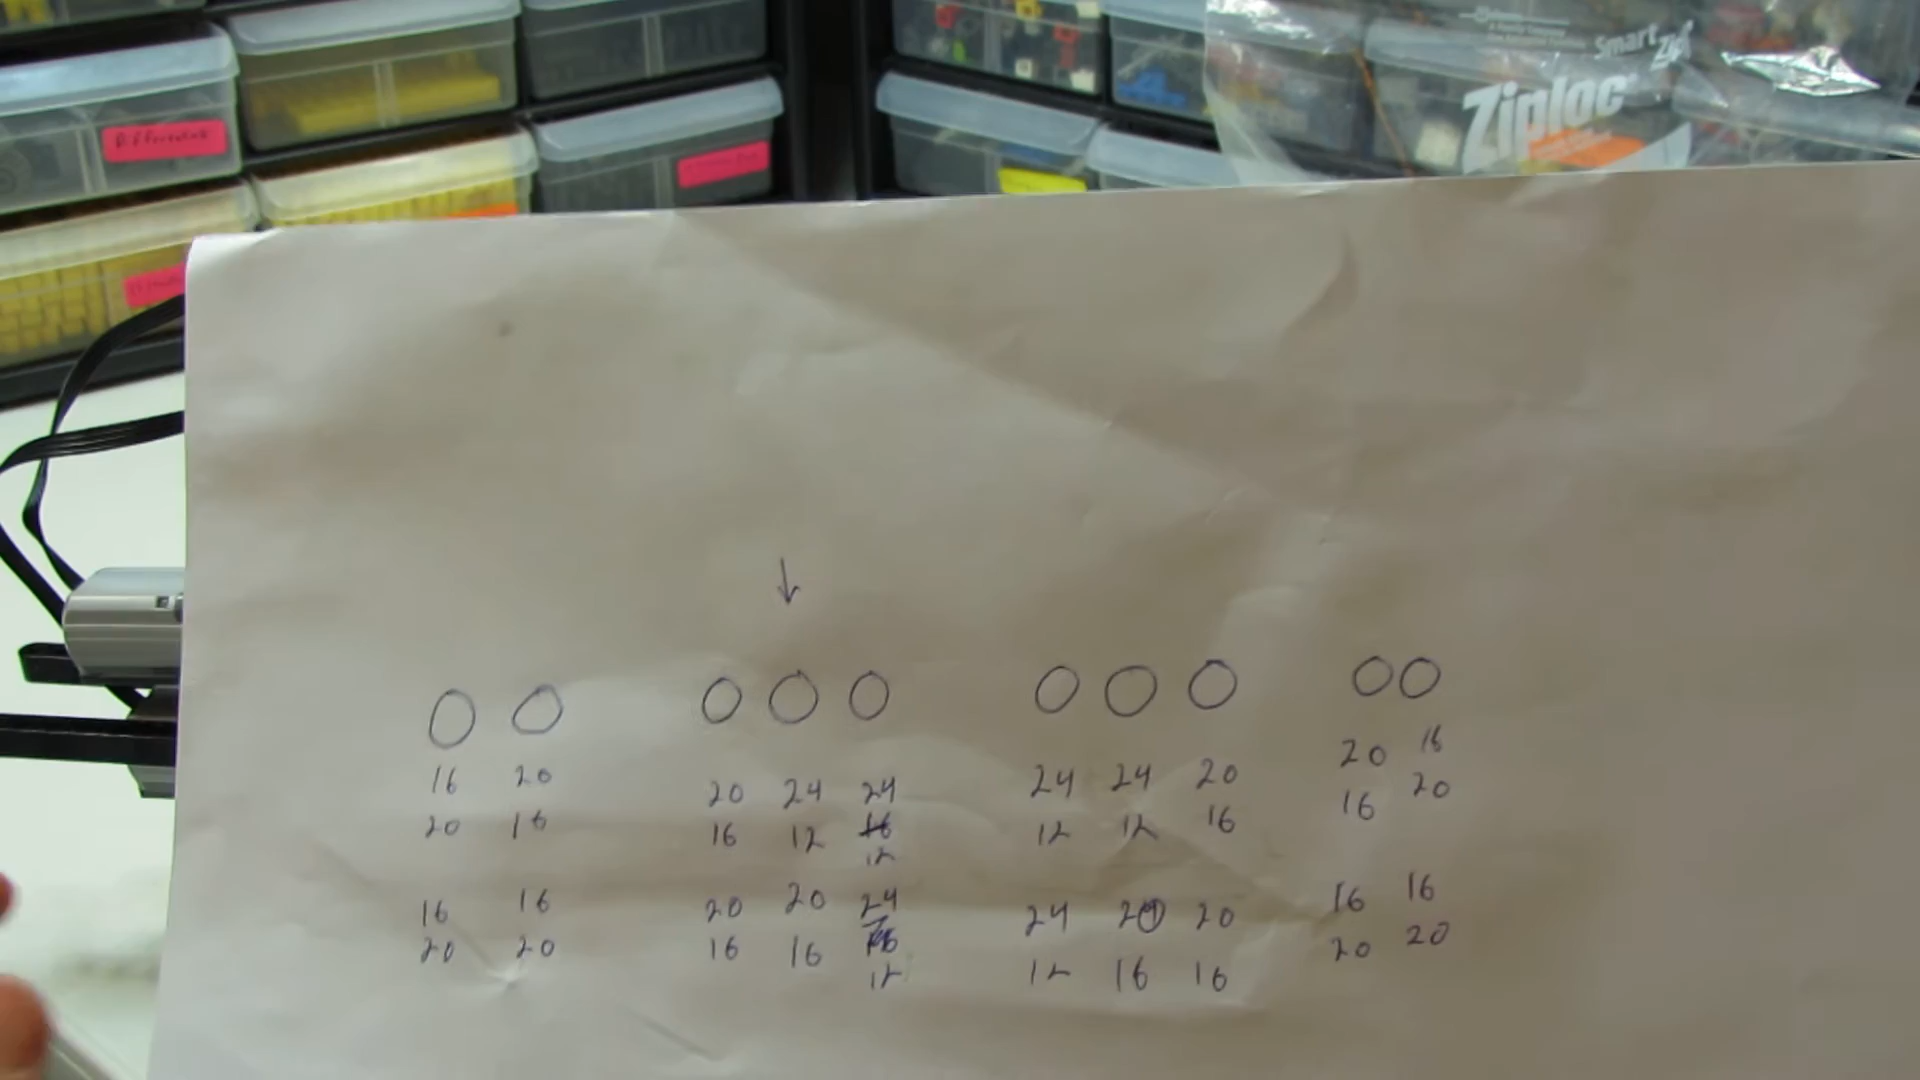 Smart Zip
Ziploc
Differential
16 20
20 16
16 16
20 20
20 24 24
16 12 16
12
20 20 24
16 16 16
12
24 24 20
12 12 16
24 20 20
12 16 16
20 16
16 20
16 16
20 20